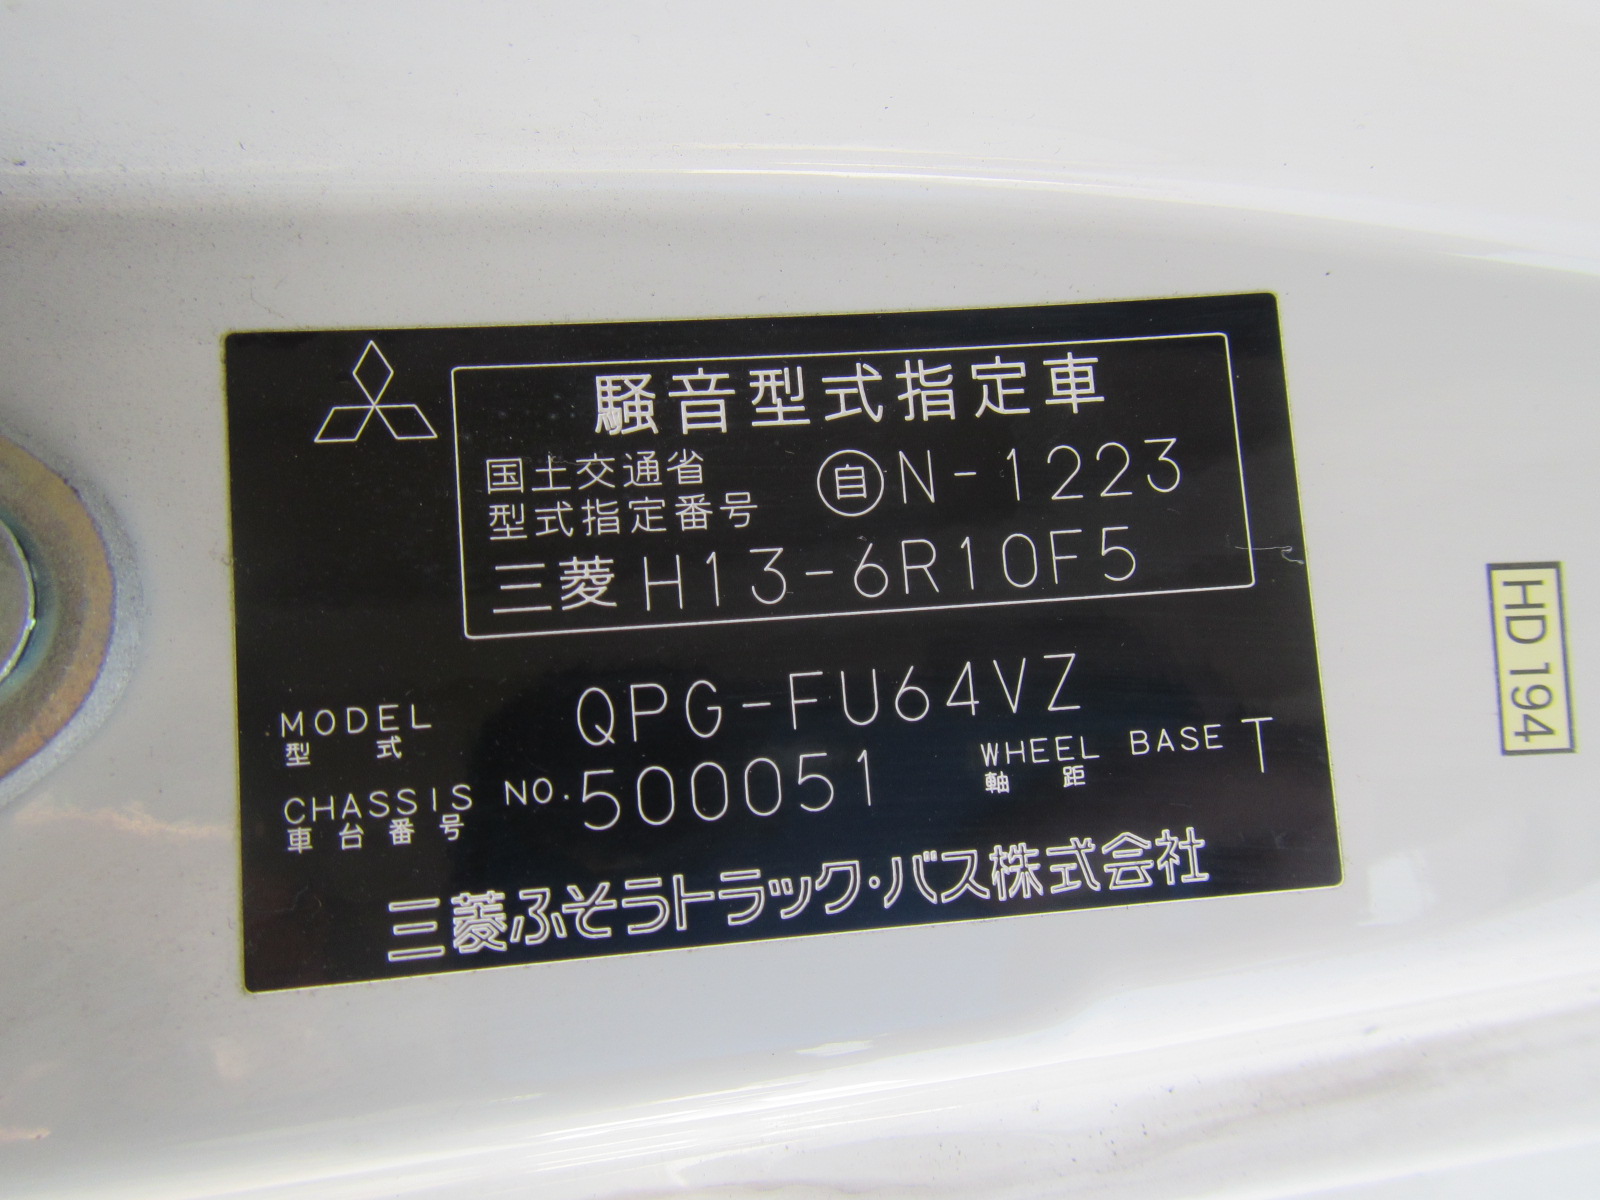 騒音型式指定車
国土交通省
型式指定番号
自 N-1223
三菱 H13-6R10F5
MODEL QPG-FU64VZ
型式
CHASSIS NO. 500051 WHEEL BASE T
車台番号 軸距
三菱ふそうトラック・バス株式会社
HD 194